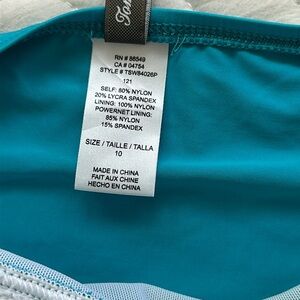 RN # 86549
CA # 04754
STYLE # TSW84026P
121
SELF: 80% NYLON
20% LYCRA SPANDEX
LINING: 100% NYLON
POWERNET LINING:
85% NYLON
15% SPANDEX
SIZE / TAILLE / TALLA
10
MADE IN CHINA
FAIT AUX CHINE
HECHO EN CHINA